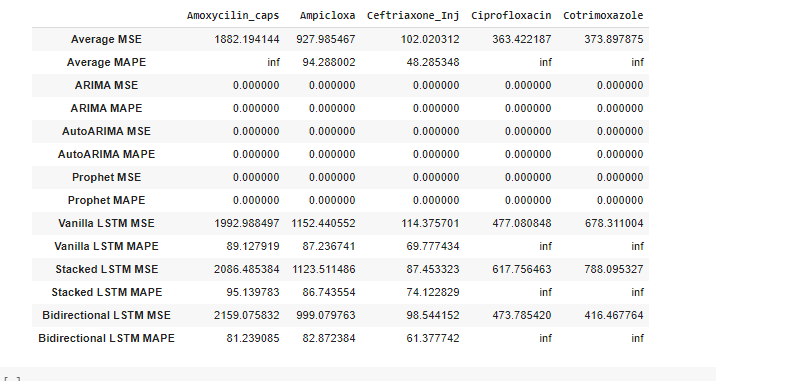 Amoxycilin_caps Ampicloxa Ceftriaxone_Inj Ciprofloxacin Cotrimoxazole
Average MSE 1882.194144 927.985467 102.020312 363.422187 373.897875
Average MAPE inf 94.288002 48.285348 inf inf
ARIMA MSE 0.000000 0.000000 0.000000 0.000000 0.000000
ARIMA MAPE 0.000000 0.000000 0.000000 0.000000 0.000000
AutoARIMA MSE 0.000000 0.000000 0.000000 0.000000 0.000000
AutoARIMA MAPE 0.000000 0.000000 0.000000 0.000000 0.000000
Prophet MSE 0.000000 0.000000 0.000000 0.000000 0.000000
Prophet MAPE 0.000000 0.000000 0.000000 0.000000 0.000000
Vanilla LSTM MSE 1992.988497 1152.440552 114.375701 477.080848 678.311004
Vanilla LSTM MAPE 89.127919 87.236741 69.777434 inf inf
Stacked LSTM MSE 2086.485384 1123.511486 87.453323 617.756463 788.095327
Stacked LSTM MAPE 95.139783 86.743554 74.122829 inf inf
Bidirectional LSTM MSE 2159.075832 999.079763 98.544152 473.785420 416.467764
Bidirectional LSTM MAPE 81.239085 82.872384 61.377742 inf inf
[ ]